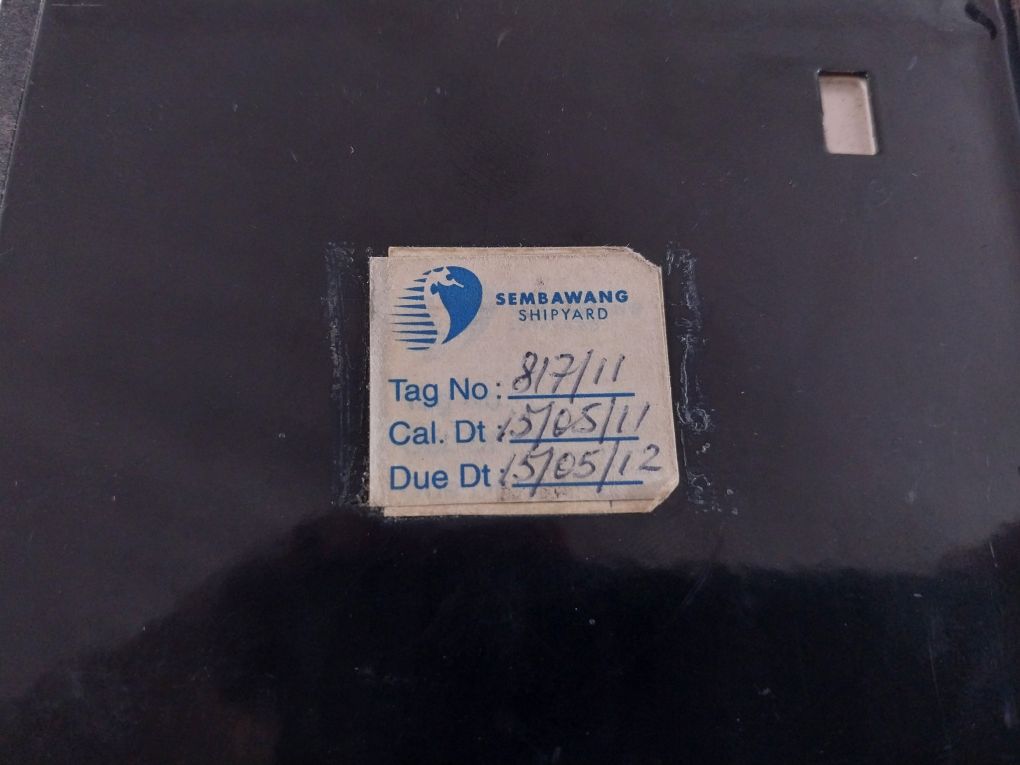 SEMBAWANG
SHIPYARD
Tag No : 817/11
Cal. Dt : 15/05/11
Due Dt : 15/05/12